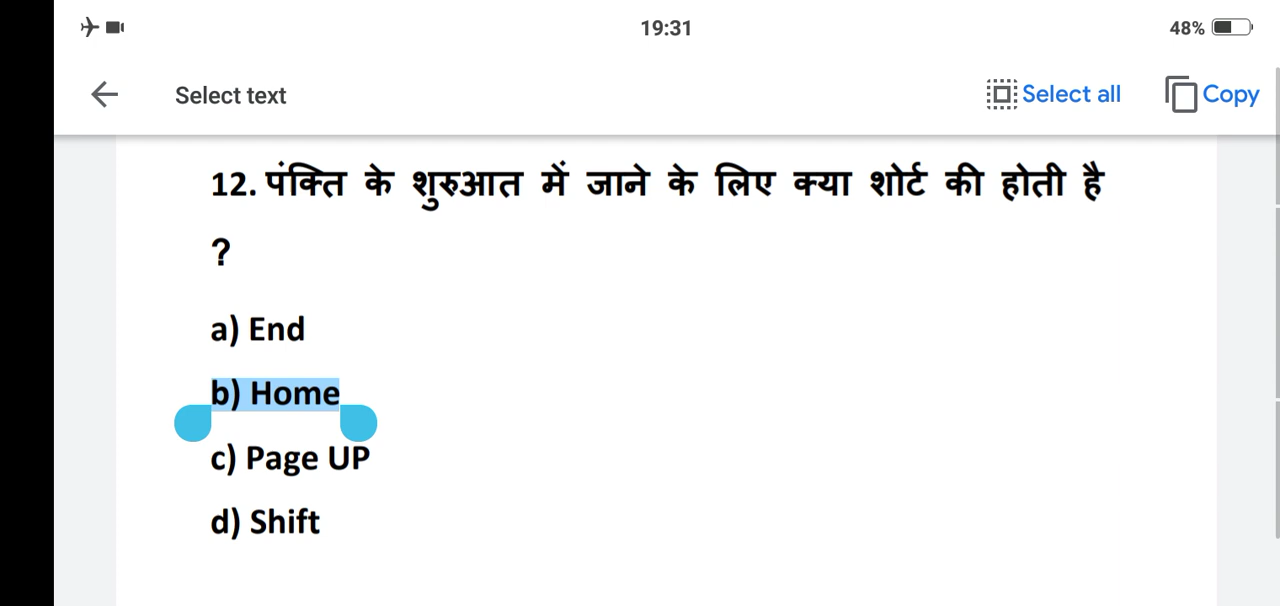 19:31
48%
Select text
Select all
Copy
12. पंक्ति के शुरुआत में जाने के लिए क्या शोर्ट की होती है
?
a) End
b) Home
c) Page UP
d) Shift